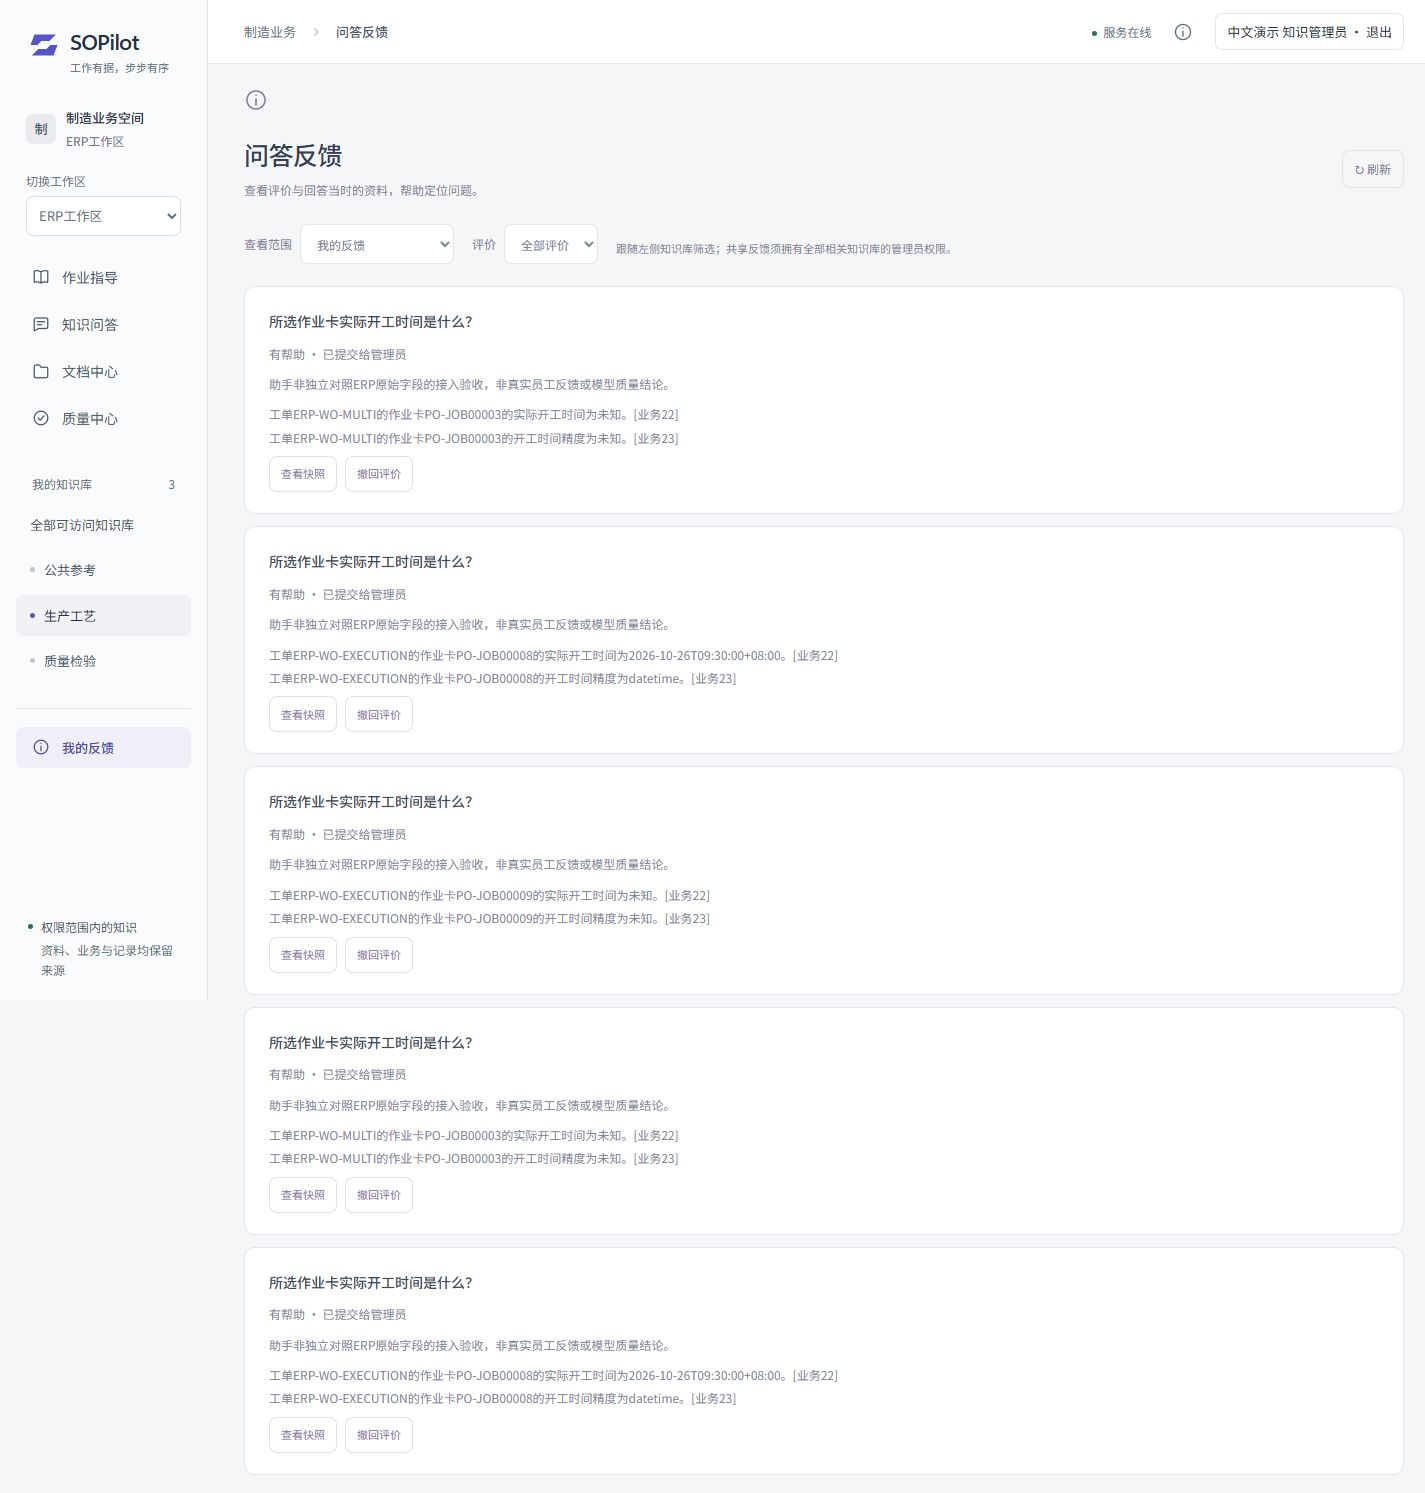 SOPilot
工作有据，步步有序
制
制造业务空间
ERP工作区
切换工作区
ERP工作区
作业指导
知识问答
文档中心
质量中心
我的知识库 3
全部可访问知识库
公共参考
生产工艺
质量检验
我的反馈
权限范围内的知识
资料、业务与记录均保留
来源
制造业务 > 问答反馈
服务在线
中文演示 知识管理员 · 退出
问答反馈
查看评价与回答当时的资料，帮助定位问题。
↻ 刷新
查看范围 我的反馈 评价 全部评价 跟随左侧知识库筛选；共享反馈须拥有全部相关知识库的管理员权限。
所选作业卡实际开工时间是什么？
有帮助 · 已提交给管理员
助手非独立对照ERP原始字段的接入验收，非真实员工反馈或模型质量结论。
工单ERP-WO-MULTI的作业卡PO-JOB00003的实际开工时间为未知。[业务22]
工单ERP-WO-MULTI的作业卡PO-JOB00003的开工时间精度为未知。[业务23]
查看快照 撤回评价
所选作业卡实际开工时间是什么？
有帮助 · 已提交给管理员
助手非独立对照ERP原始字段的接入验收，非真实员工反馈或模型质量结论。
工单ERP-WO-EXECUTION的作业卡PO-JOB00008的实际开工时间为2026-10-26T09:30:00+08:00。[业务22]
工单ERP-WO-EXECUTION的作业卡PO-JOB00008的开工时间精度为datetime。[业务23]
查看快照 撤回评价
所选作业卡实际开工时间是什么？
有帮助 · 已提交给管理员
助手非独立对照ERP原始字段的接入验收，非真实员工反馈或模型质量结论。
工单ERP-WO-EXECUTION的作业卡PO-JOB00009的实际开工时间为未知。[业务22]
工单ERP-WO-EXECUTION的作业卡PO-JOB00009的开工时间精度为未知。[业务23]
查看快照 撤回评价
所选作业卡实际开工时间是什么？
有帮助 · 已提交给管理员
助手非独立对照ERP原始字段的接入验收，非真实员工反馈或模型质量结论。
工单ERP-WO-MULTI的作业卡PO-JOB00003的实际开工时间为未知。[业务22]
工单ERP-WO-MULTI的作业卡PO-JOB00003的开工时间精度为未知。[业务23]
查看快照 撤回评价
所选作业卡实际开工时间是什么？
有帮助 · 已提交给管理员
助手非独立对照ERP原始字段的接入验收，非真实员工反馈或模型质量结论。
工单ERP-WO-EXECUTION的作业卡PO-JOB00008的实际开工时间为2026-10-26T09:30:00+08:00。[业务22]
工单ERP-WO-EXECUTION的作业卡PO-JOB00008的开工时间精度为datetime。[业务23]
查看快照 撤回评价